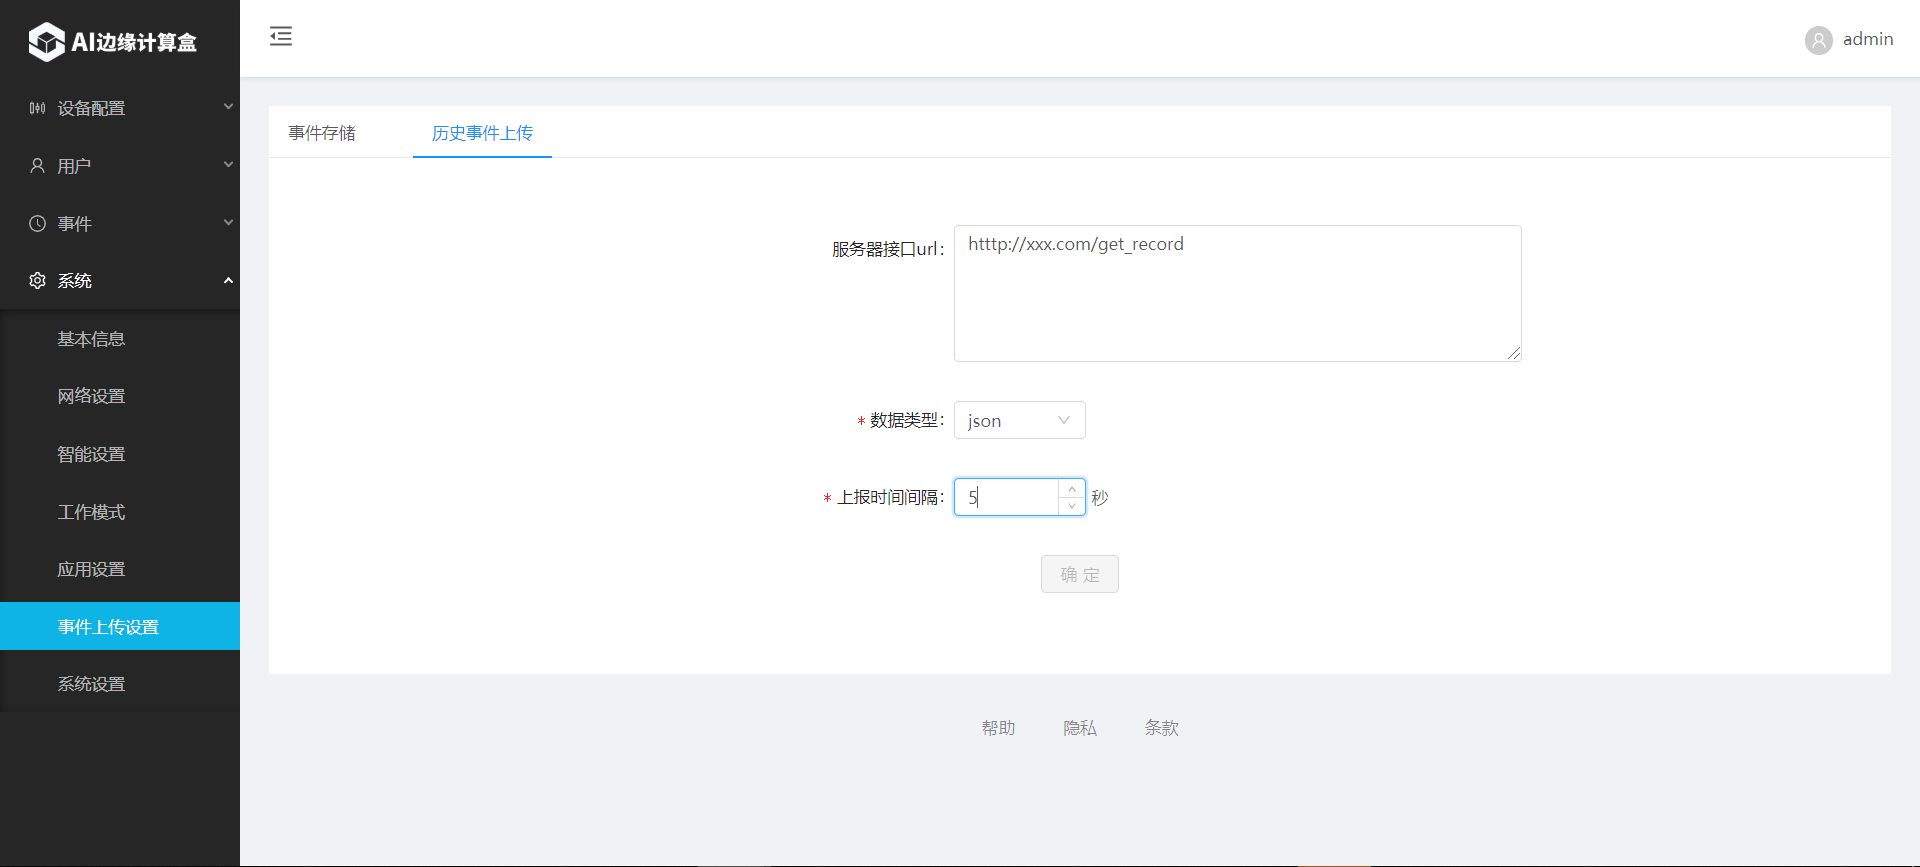 AI边缘计算盒
admin
设备配置
用户
事件
系统
基本信息
网络设置
智能设置
工作模式
应用设置
事件上传设置
系统设置
事件存储
历史事件上传
服务器接口url:
htttp://xxx.com/get_record
* 数据类型:
json
* 上报时间间隔:
5
秒
确 定
帮助
隐私
条款